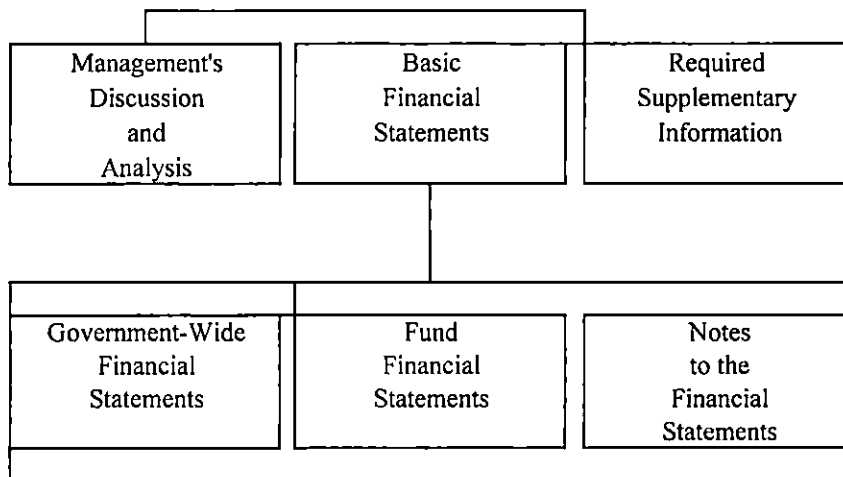 Management's
Discussion
and
Analysis
Basic
Financial
Statements
Required
Supplementary
Information
Government-Wide
Financial
Statements
Fund
Financial
Statements
Notes
to the
Financial
Statements